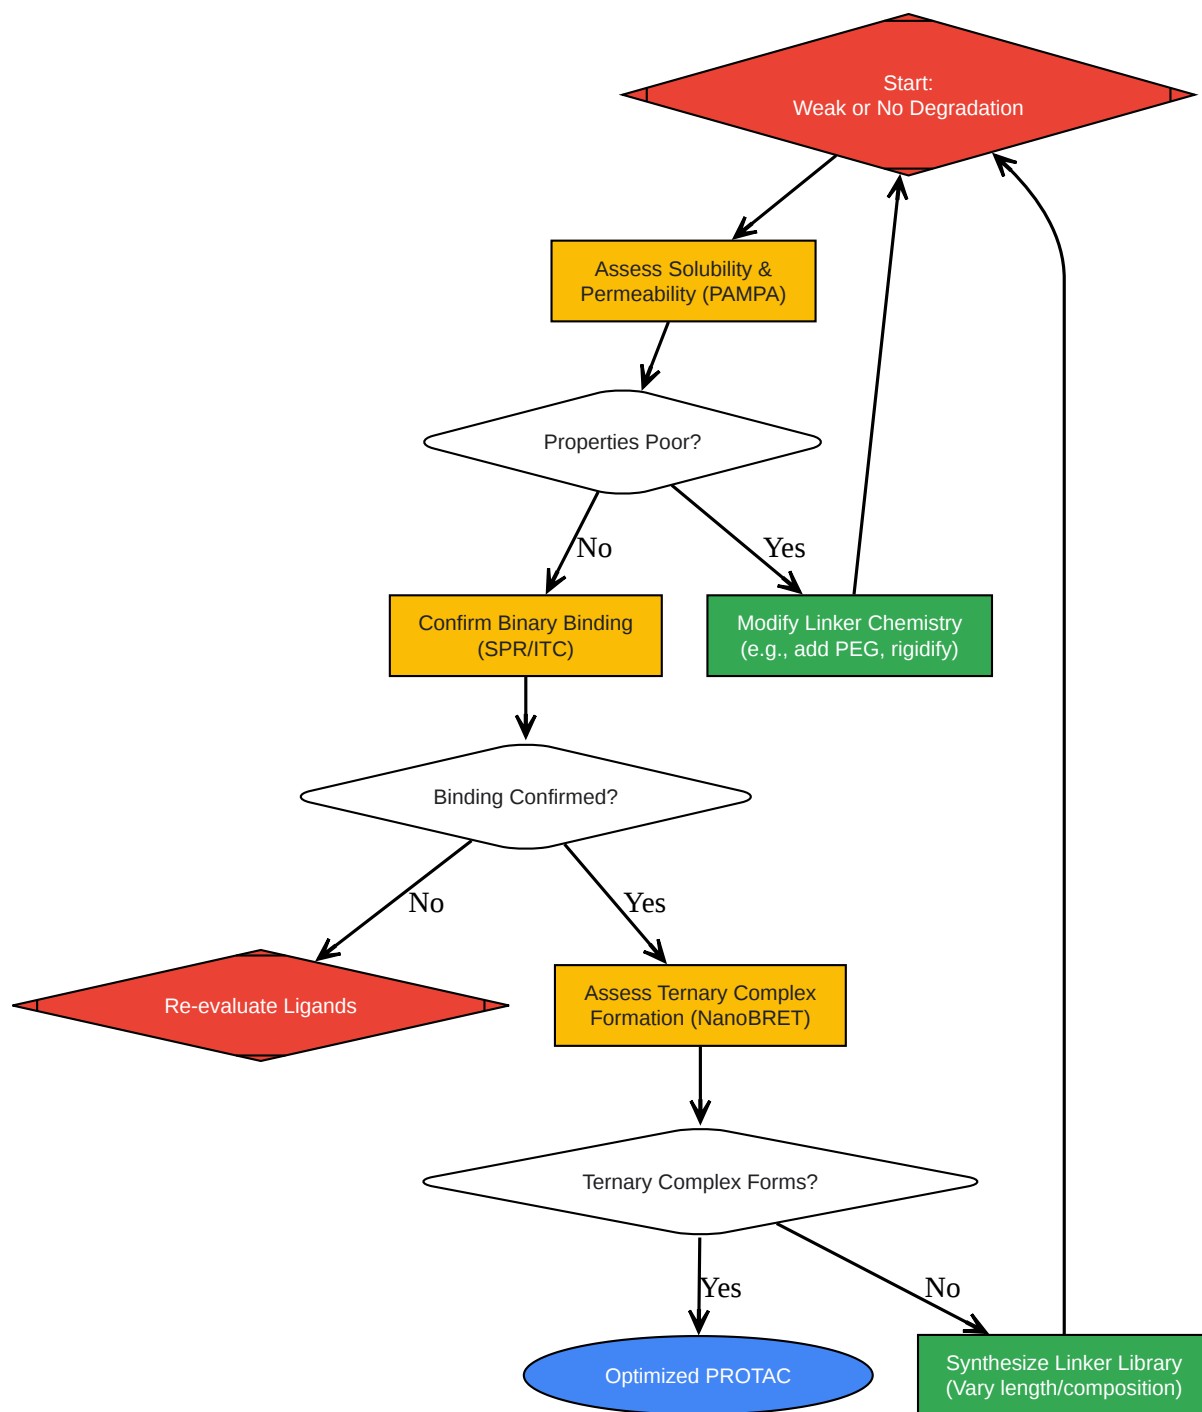 Start:
Weak or No Degradation
Assess Solubility &
Permeability (PAMPA)
Properties Poor?
No
Yes
Confirm Binary Binding
(SPR/ITC)
Modify Linker Chemistry
(e.g., add PEG, rigidify)
Binding Confirmed?
No
Yes
Re-evaluate Ligands
Assess Ternary Complex
Formation (NanoBRET)
Ternary Complex Forms?
Yes
No
Optimized PROTAC
Synthesize Linker Library
(Vary length/composition)